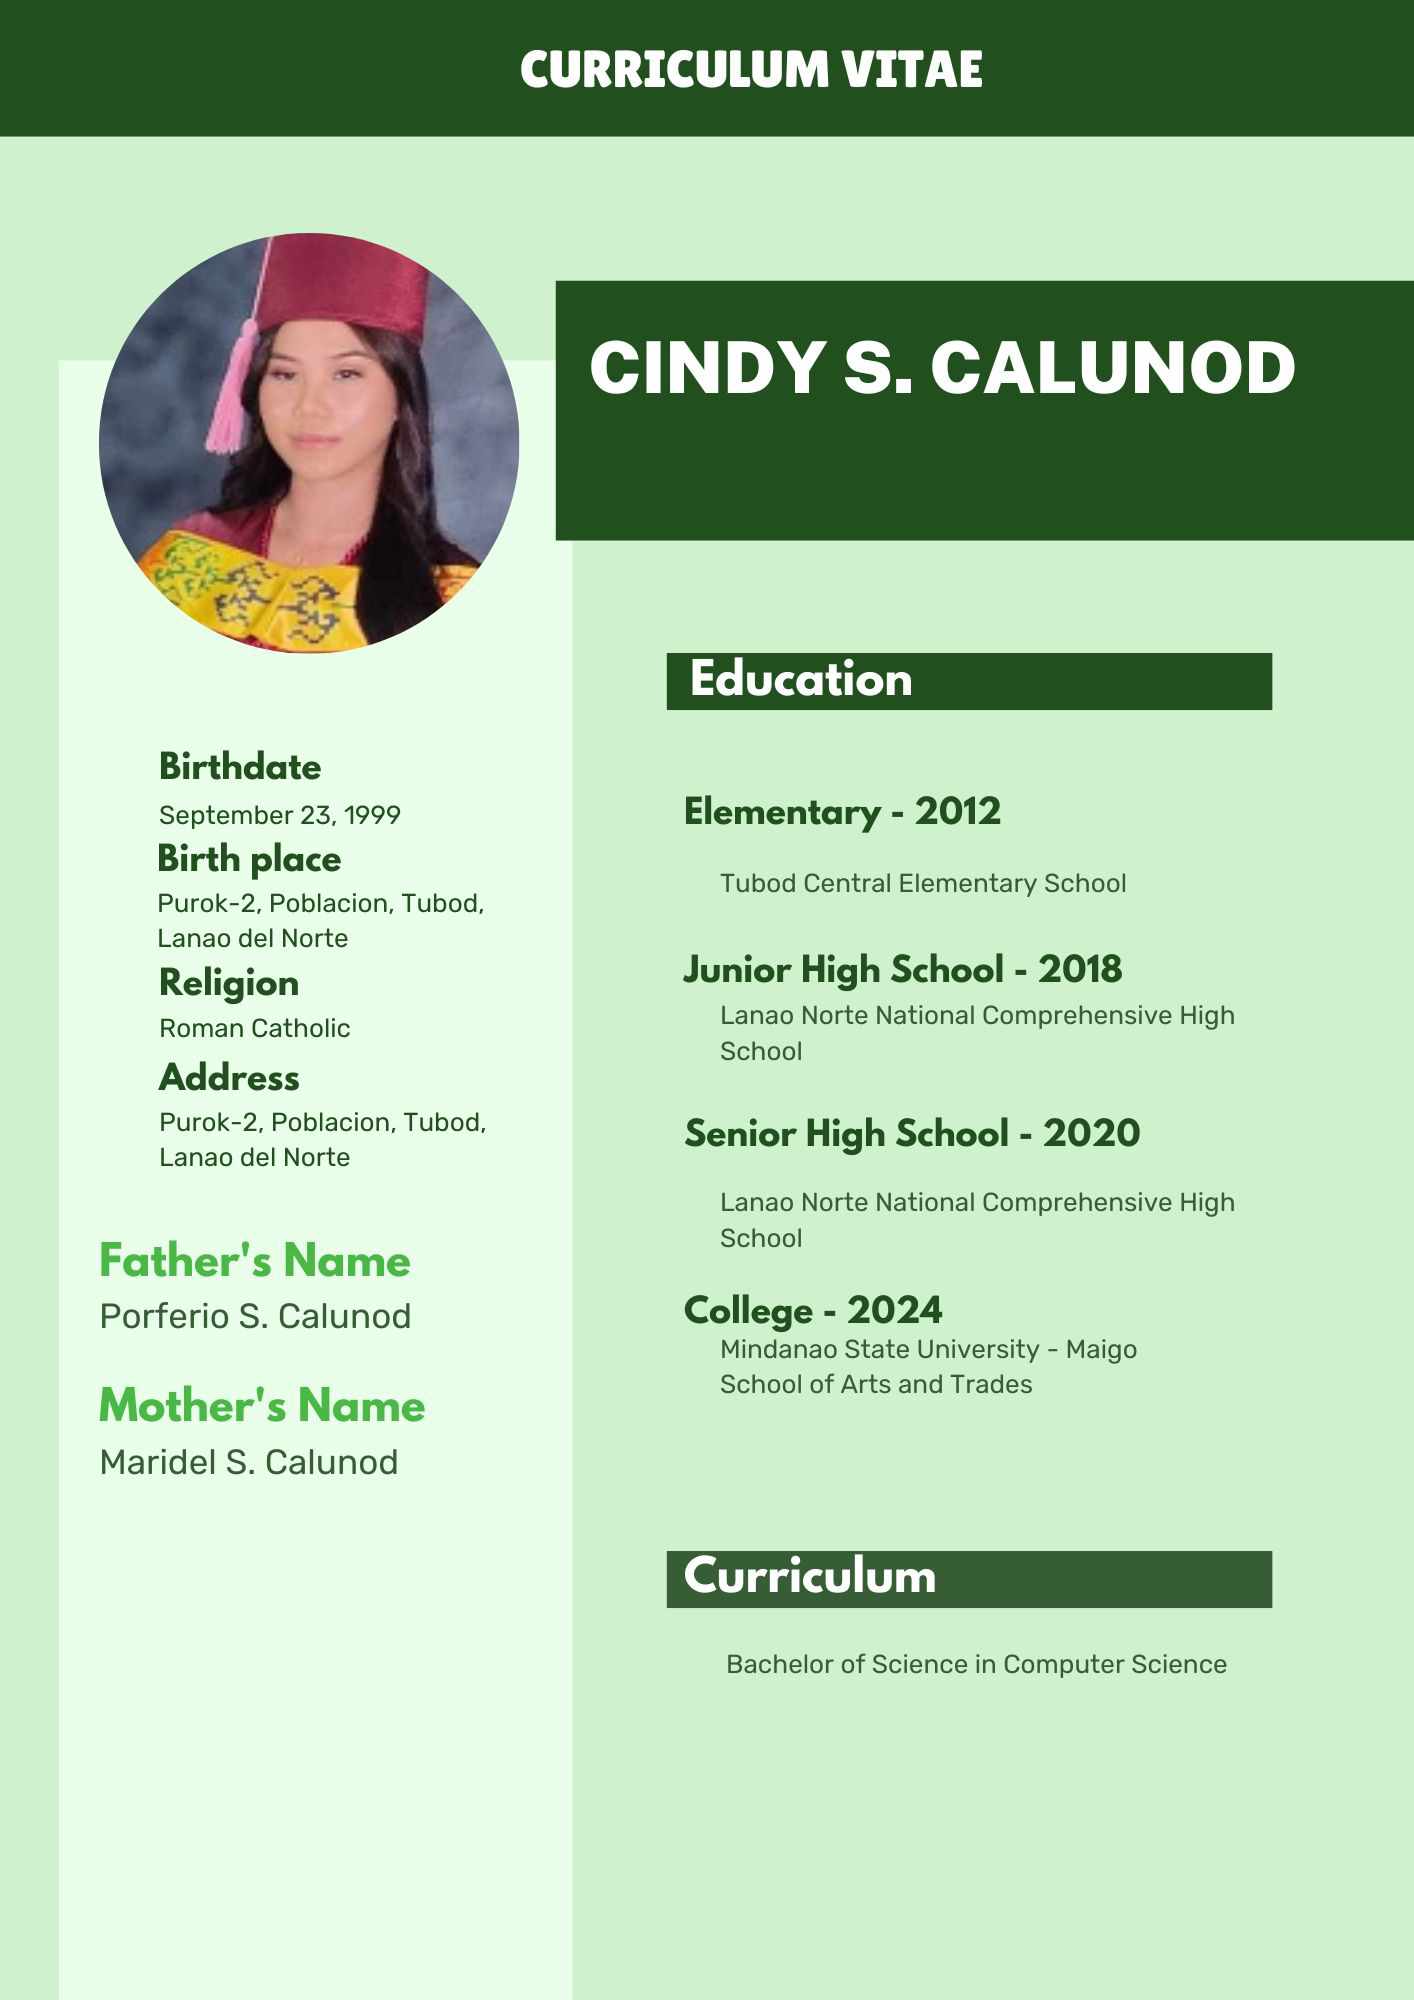 CURRICULUM VITAE
CINDY S. CALUNOD
Birthdate
September 23, 1999
Birth place
Purok-2, Poblacion, Tubod,
Lanao del Norte
Religion
Roman Catholic
Address
Purok-2, Poblacion, Tubod,
Lanao del Norte
Father's Name
Porferio S. Calunod
Mother's Name
Maridel S. Calunod
Education
Elementary - 2012
Tubod Central Elementary School
Junior High School - 2018
Lanao Norte National Comprehensive High
School
Senior High School - 2020
Lanao Norte National Comprehensive High
School
College - 2024
Mindanao State University - Maigo
School of Arts and Trades
Curriculum
Bachelor of Science in Computer Science